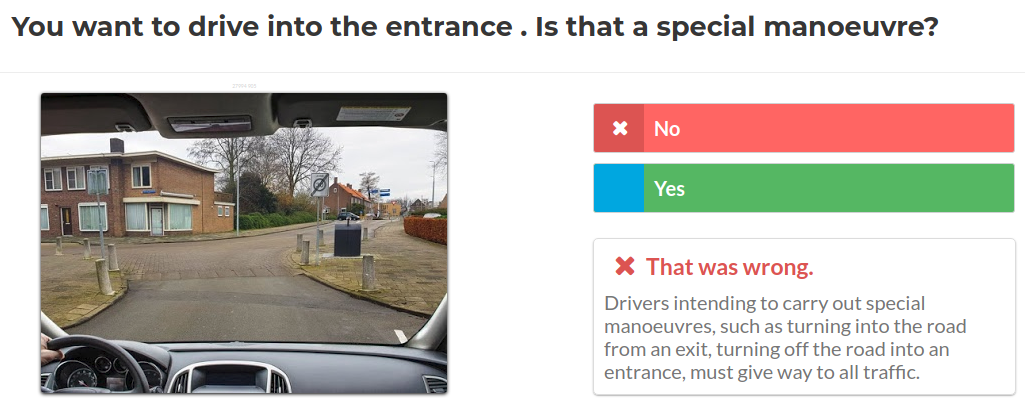 You want to drive into the entrance . Is that a special manoeuvre?
No
Yes
That was wrong.
Drivers intending to carry out special
manoeuvres, such as turning into the road
from an exit, turning off the road into an
entrance, must give way to all traffic.